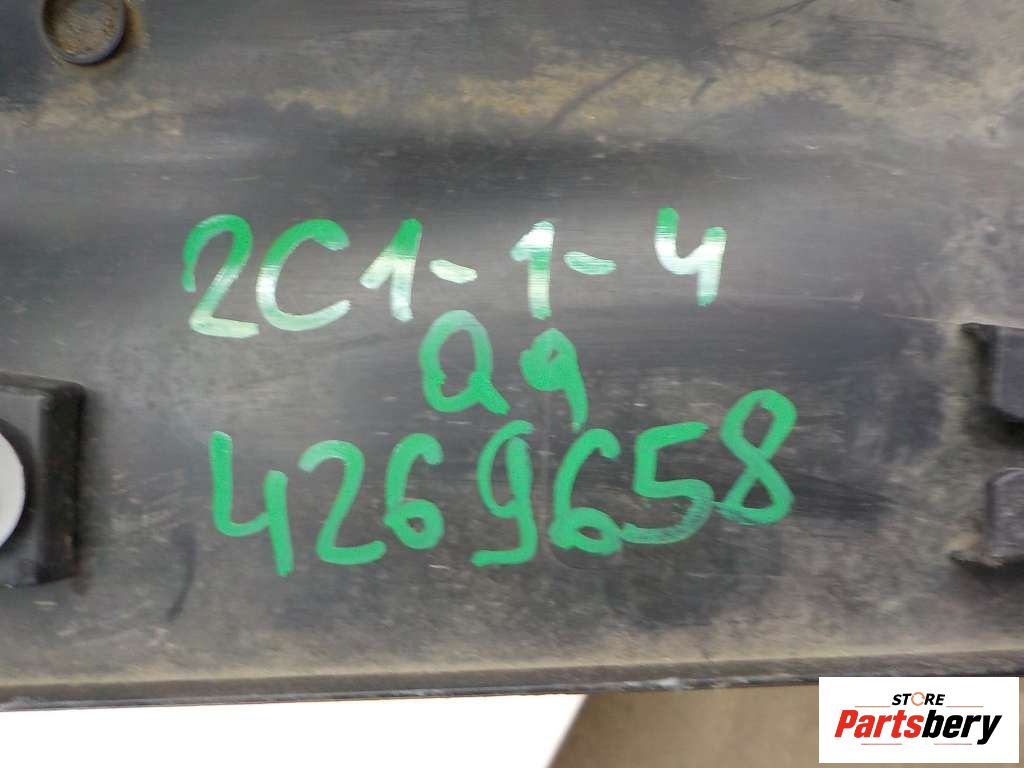 2C1-1-4
Q9
4269658
STORE
Partsbery